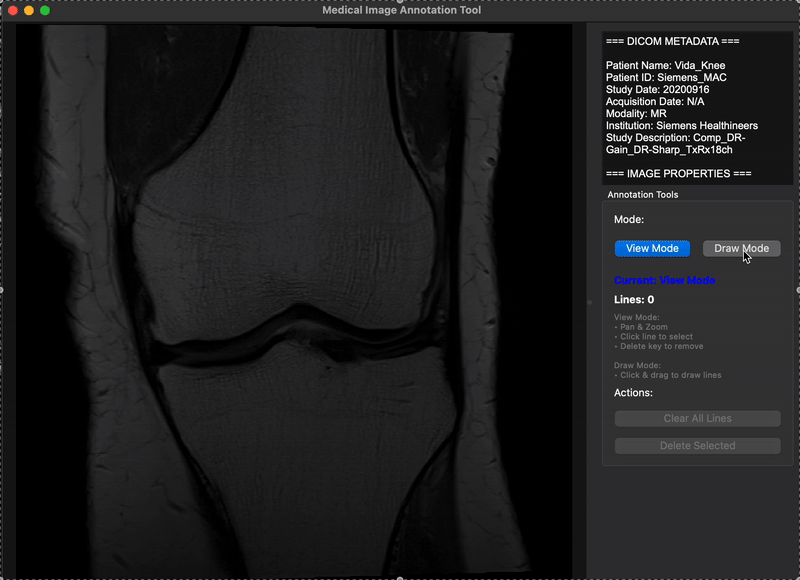 Medical Image Annotation Tool
=== DICOM METADATA ===
Patient Name: Vida_Knee
Patient ID: Siemens_MAC
Study Date: 20200916
Acquisition Date: N/A
Modality: MR
Institution: Siemens Healthineers
Study Description: Comp_DR-
Gain_DR-Sharp_TxRx18ch
=== IMAGE PROPERTIES ===
Annotation Tools
Mode:
View Mode
Draw Mode
Current: View Mode
Lines: 0
View Mode:
• Pan & Zoom
• Click line to select
• Delete key to remove
Draw Mode:
• Click & drag to draw lines
Actions:
Clear All Lines
Delete Selected